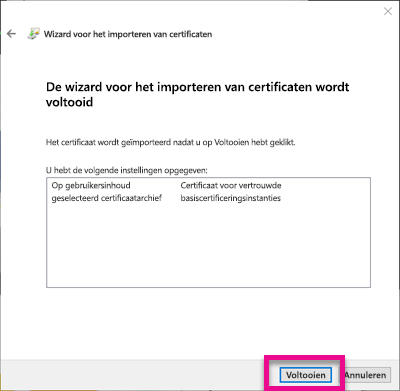 Wizard voor het importeren van certificaten
De wizard voor het importeren van certificaten wordt
voltooid
Het certificaat wordt geïmporteerd nadat u op Voltooien hebt geklikt.
U hebt de volgende instellingen opgegeven:
Op gebruikersinhoud Certificaat voor vertrouwde
geselecteerd certificaatarchief basiscertificeringsinstanties
Voltooien Annuleren